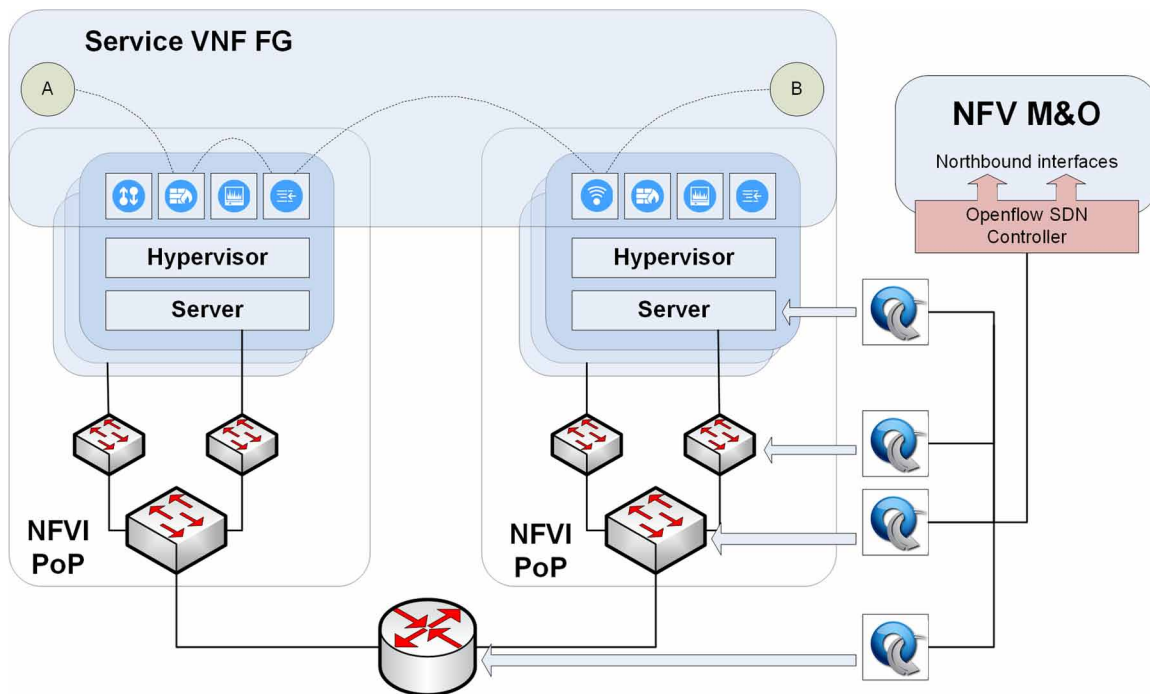 Service VNF FG
A
B
NFV M&O
Northbound interfaces
Openflow SDN
Controller
Hypervisor
Server
Hypervisor
Server
NFVI
PoP
NFVI
PoP